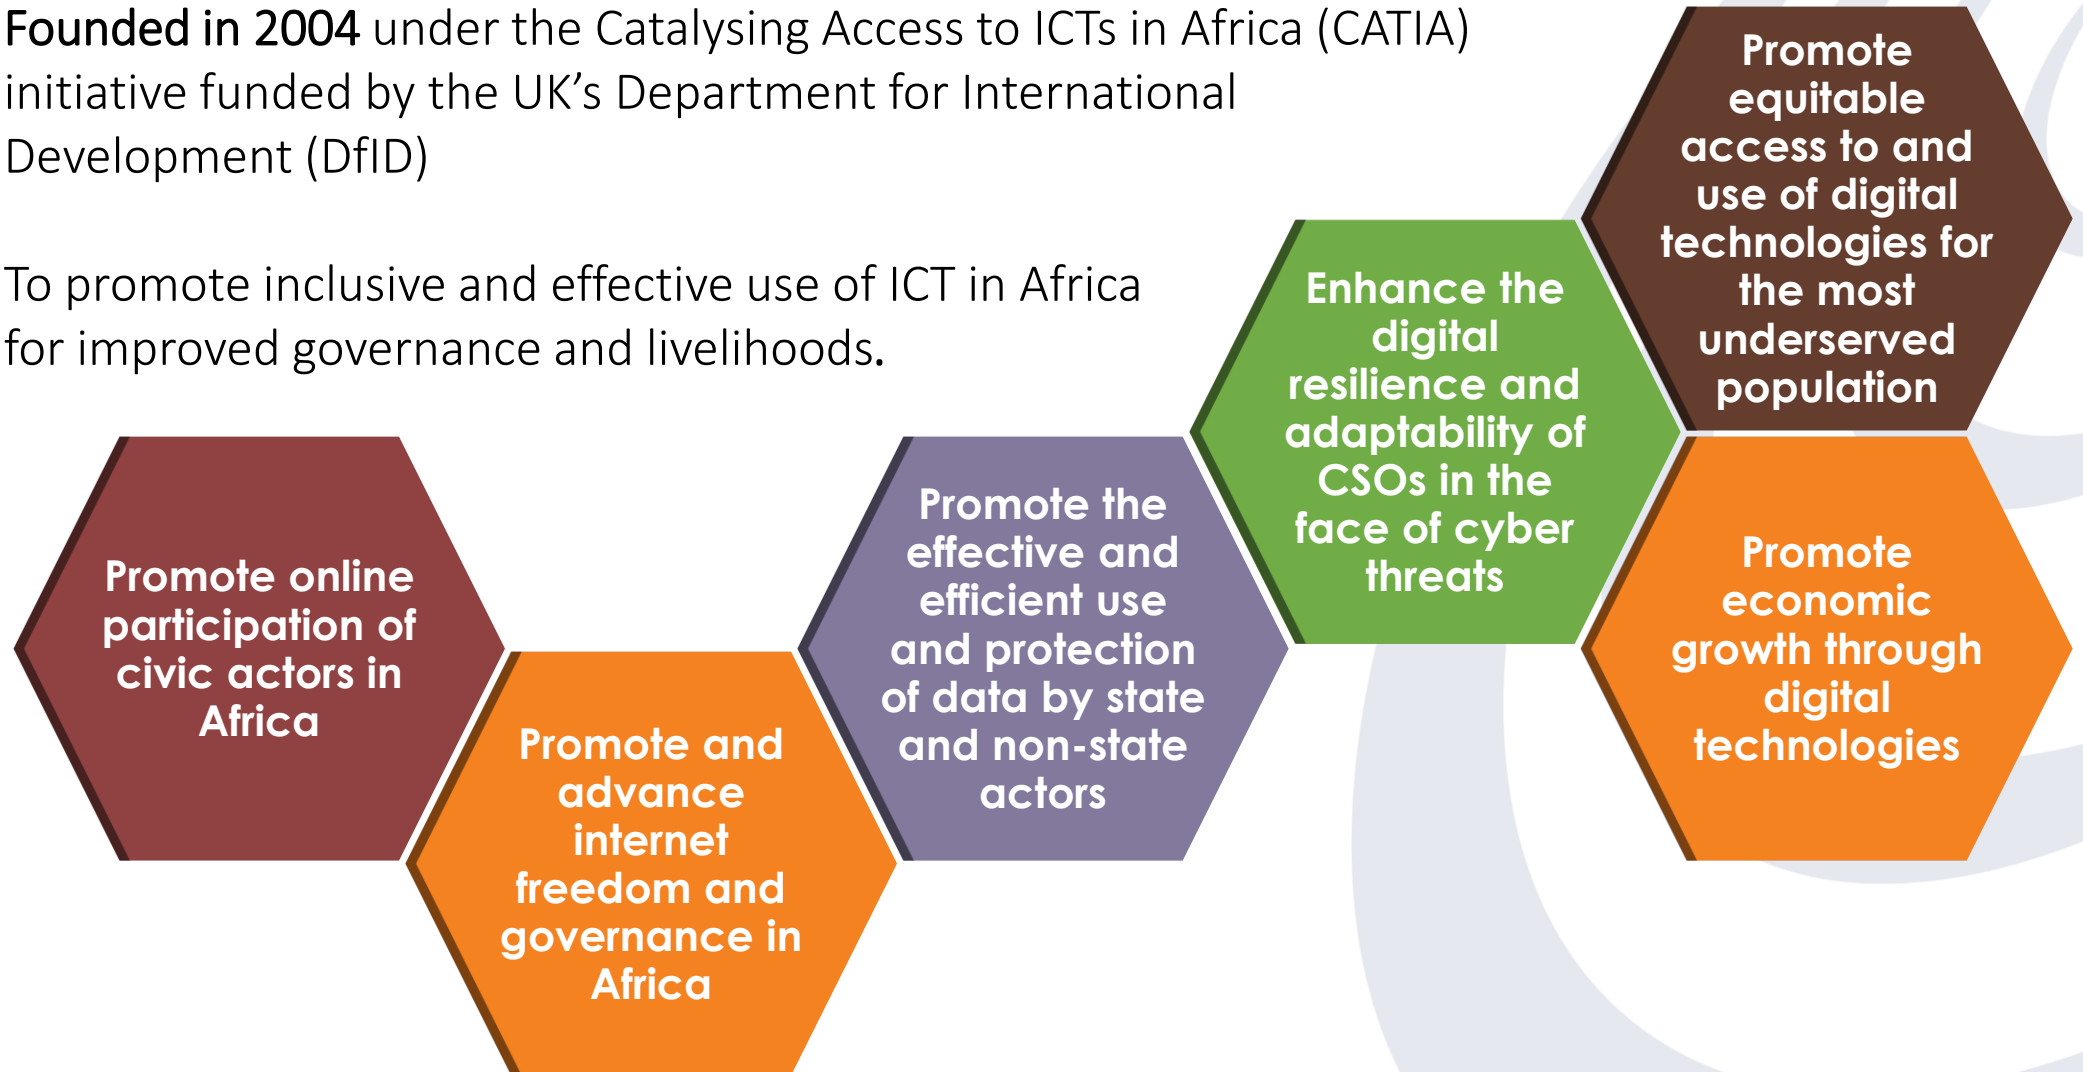 Founded in 2004 under the Catalysing Access to ICTs in Africa (CATIA)
initiative funded by the UK’s Department for International
Development (DfID)
To promote inclusive and effective use of ICT in Africa
for improved governance and livelihoods.
Promote online
participation of
civic actors in
Africa
Promote and
advance
internet
freedom and
governance in
Africa
Promote the
effective and
efficient use
and protection
of data by state
and non-state
actors
Enhance the
digital
resilience and
adaptability of
CSOs in the
face of cyber
threats
Promote
equitable
access to and
use of digital
technologies for
the most
underserved
population
Promote
economic
growth through
digital
technologies